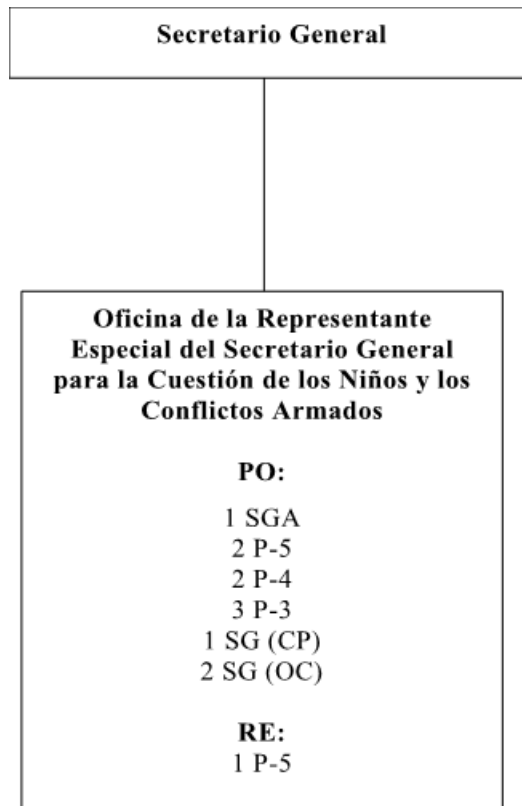 Secretario General
Oficina de la Representante
Especial del Secretario General
para la Cuestión de los Niños y los
Conflictos Armados
PO:
1 SGA
2 P-5
2 P-4
3 P-3
1 SG (CP)
2 SG (OC)
RE:
1 P-5